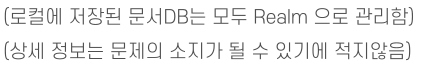 (로컬에 저장된 문서DB는 모두 Realm 으로 관리함)
(상세 정보는 문제의 소지가 될 수 있기에 적지않음)